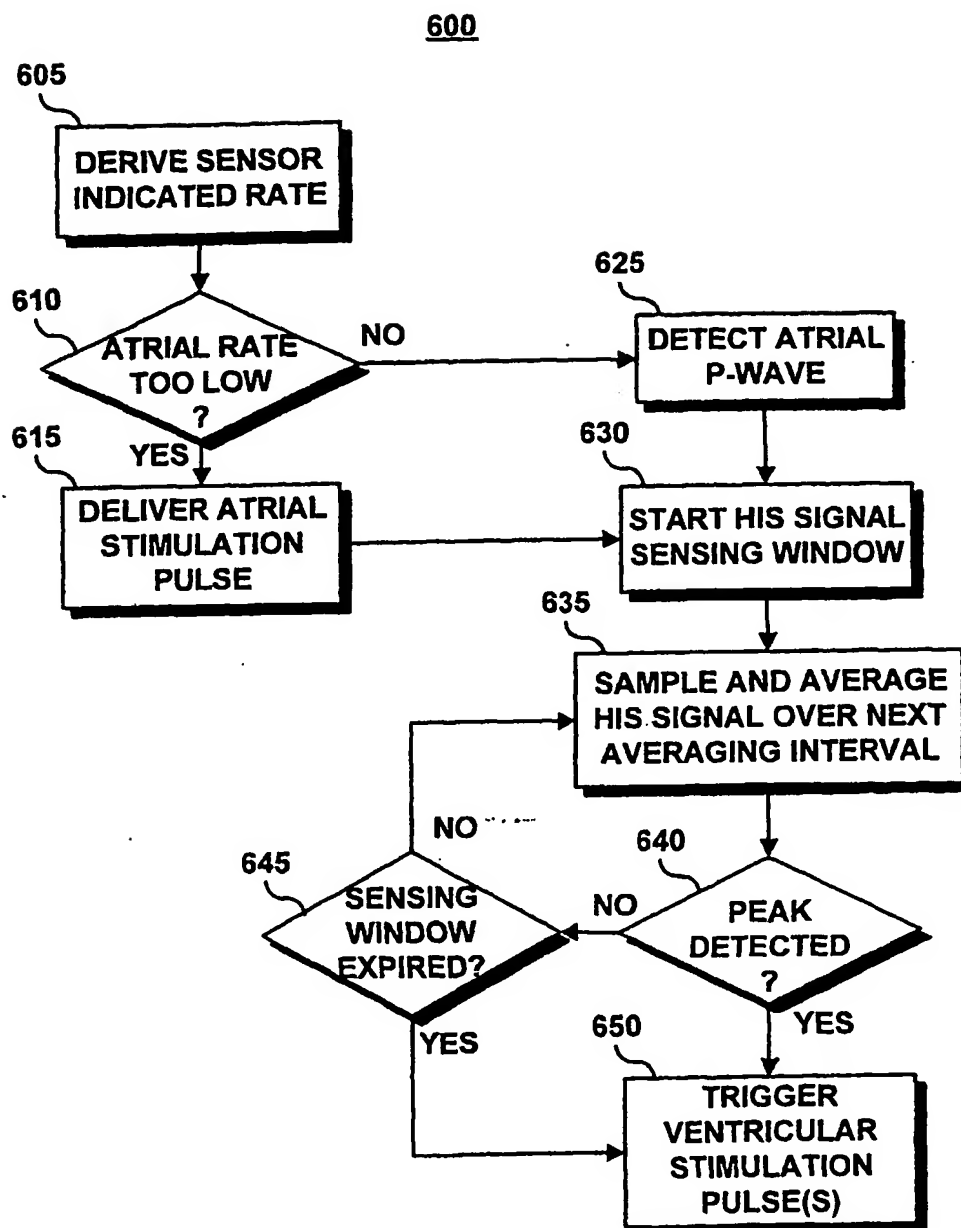 600
605
DERIVE SENSOR
INDICATED RATE
610
ATRIAL RATE
TOO LOW
?
NO
YES
615
DELIVER ATRIAL
STIMULATION
PULSE
625
DETECT ATRIAL
P-WAVE
630
START HIS SIGNAL
SENSING WINDOW
635
SAMPLE AND AVERAGE
HIS SIGNAL OVER NEXT
AVERAGING INTERVAL
640
PEAK
DETECTED
?
NO
YES
645
SENSING
WINDOW
EXPIRED?
NO
YES
650
TRIGGER
VENTRICULAR
STIMULATION
PULSE(S)